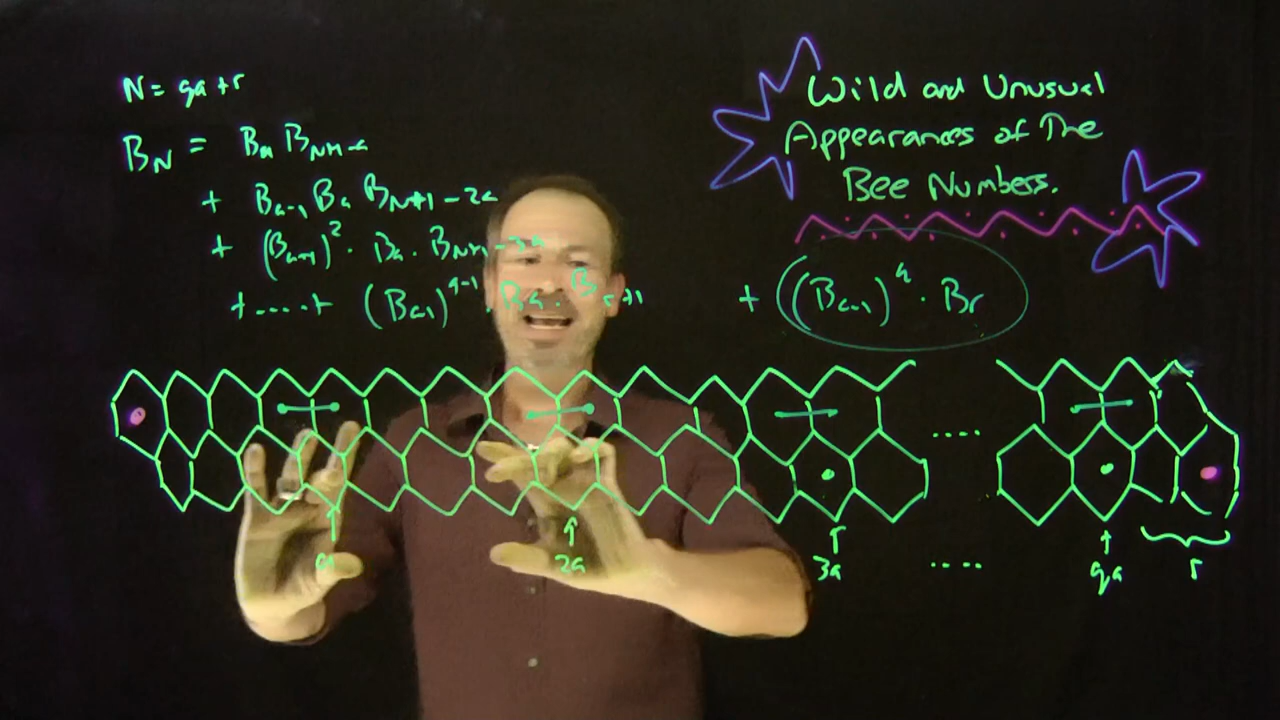 N = qa + r
B_N = B_a B_{N+1-a}
+ B_{a-1} B_a B_{N+1-2a}
+ (B_{a-1})^2 · B_a · B_{N+1-3a}
+ ..... + (B_{a-1})^{q-1} · B_a · B_{r+1}
+ (B_{a-1})^q · B_r
Wild and Unusual
Appearances of The
Bee Numbers.
....
a 2a 3a .... qa r